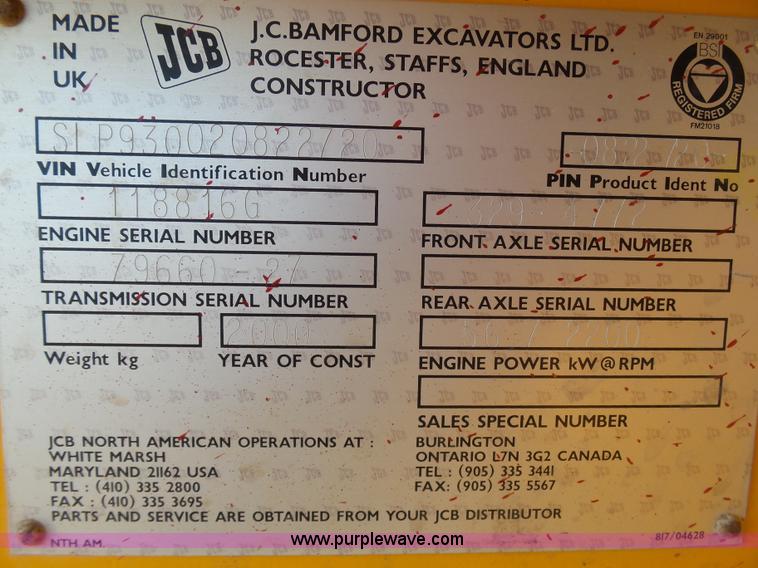 MADE
IN
UK
JCB
J.C.BAMFORD EXCAVATORS LTD.
ROCESTER, STAFFS, ENGLAND
CONSTRUCTOR
EN 29001
BSI
REGISTERED FIRM
FM21018
SLP930020822720
VIN Vehicle Identification Number
PIN Product Ident No
118816G
ENGINE SERIAL NUMBER
FRONT. AXLE SERIAL NUMBER
79660-27
TRANSMISSION SERIAL NUMBER
REAR. AXLE SERIAL NUMBER
2000
Weight kg
YEAR OF CONST
ENGINE POWER kW@RPM
SALES SPECIAL NUMBER
JCB NORTH AMERICAN OPERATIONS AT :
WHITE MARSH
MARYLAND 21162 USA
TEL : (410) 335 2800
FAX : (410) 335 3695
BURLINGTON
ONTARIO L7N 3G2 CANADA
TEL : (905) 335 3441
FAX: (905) 335 5567
PARTS AND SERVICE ARE OBTAINED FROM YOUR JCB DISTRIBUTOR
NTH AM.
www.purplewave.com
817/04628